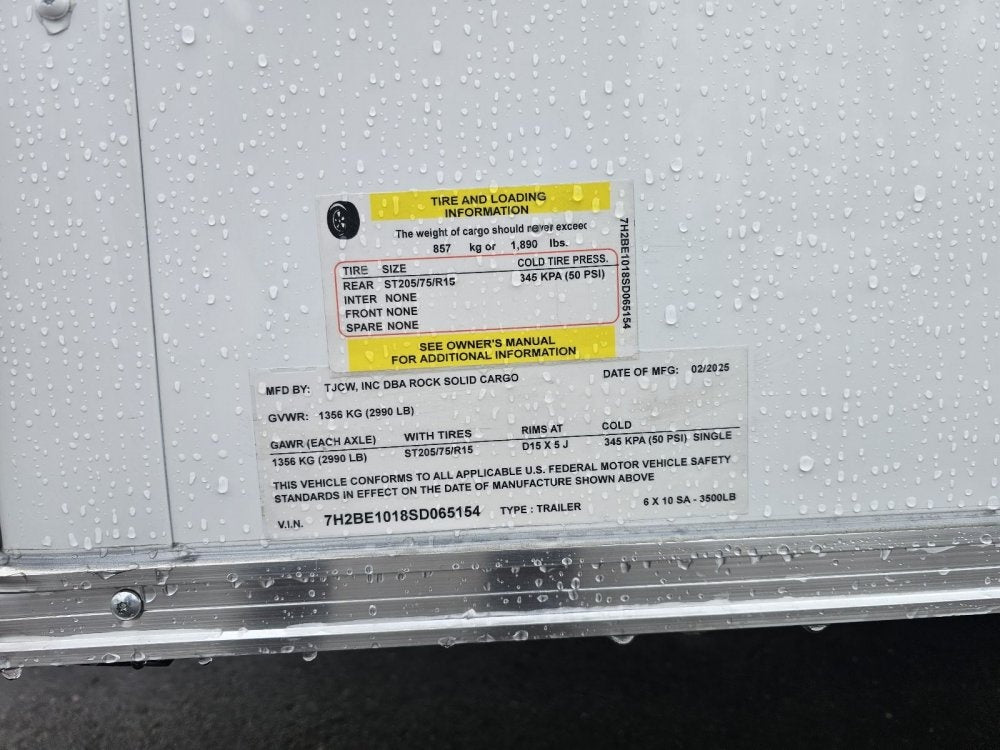 TIRE AND LOADING
INFORMATION
The weight of cargo should never exceed
857 kg or 1,890 lbs.
TIRE SIZE COLD TIRE PRESS.
REAR ST205/75/R15 345 KPA (50 PSI)
INTER NONE
FRONT NONE
SPARE NONE
SEE OWNER'S MANUAL
FOR ADDITIONAL INFORMATION
7H2BE1018SD065154
MFD BY: TJCW, INC DBA ROCK SOLID CARGO DATE OF MFG: 02/2025
GVWR: 1356 KG (2990 LB)
GAWR (EACH AXLE) WITH TIRES RIMS AT COLD
1356 KG (2990 LB) ST205/75/R15 D15 X 5 J 345 KPA (50 PSI) SINGLE
THIS VEHICLE CONFORMS TO ALL APPLICABLE U.S. FEDERAL MOTOR VEHICLE SAFETY
STANDARDS IN EFFECT ON THE DATE OF MANUFACTURE SHOWN ABOVE
V.I.N. 7H2BE1018SD065154 TYPE : TRAILER 6 X 10 SA - 3500LB